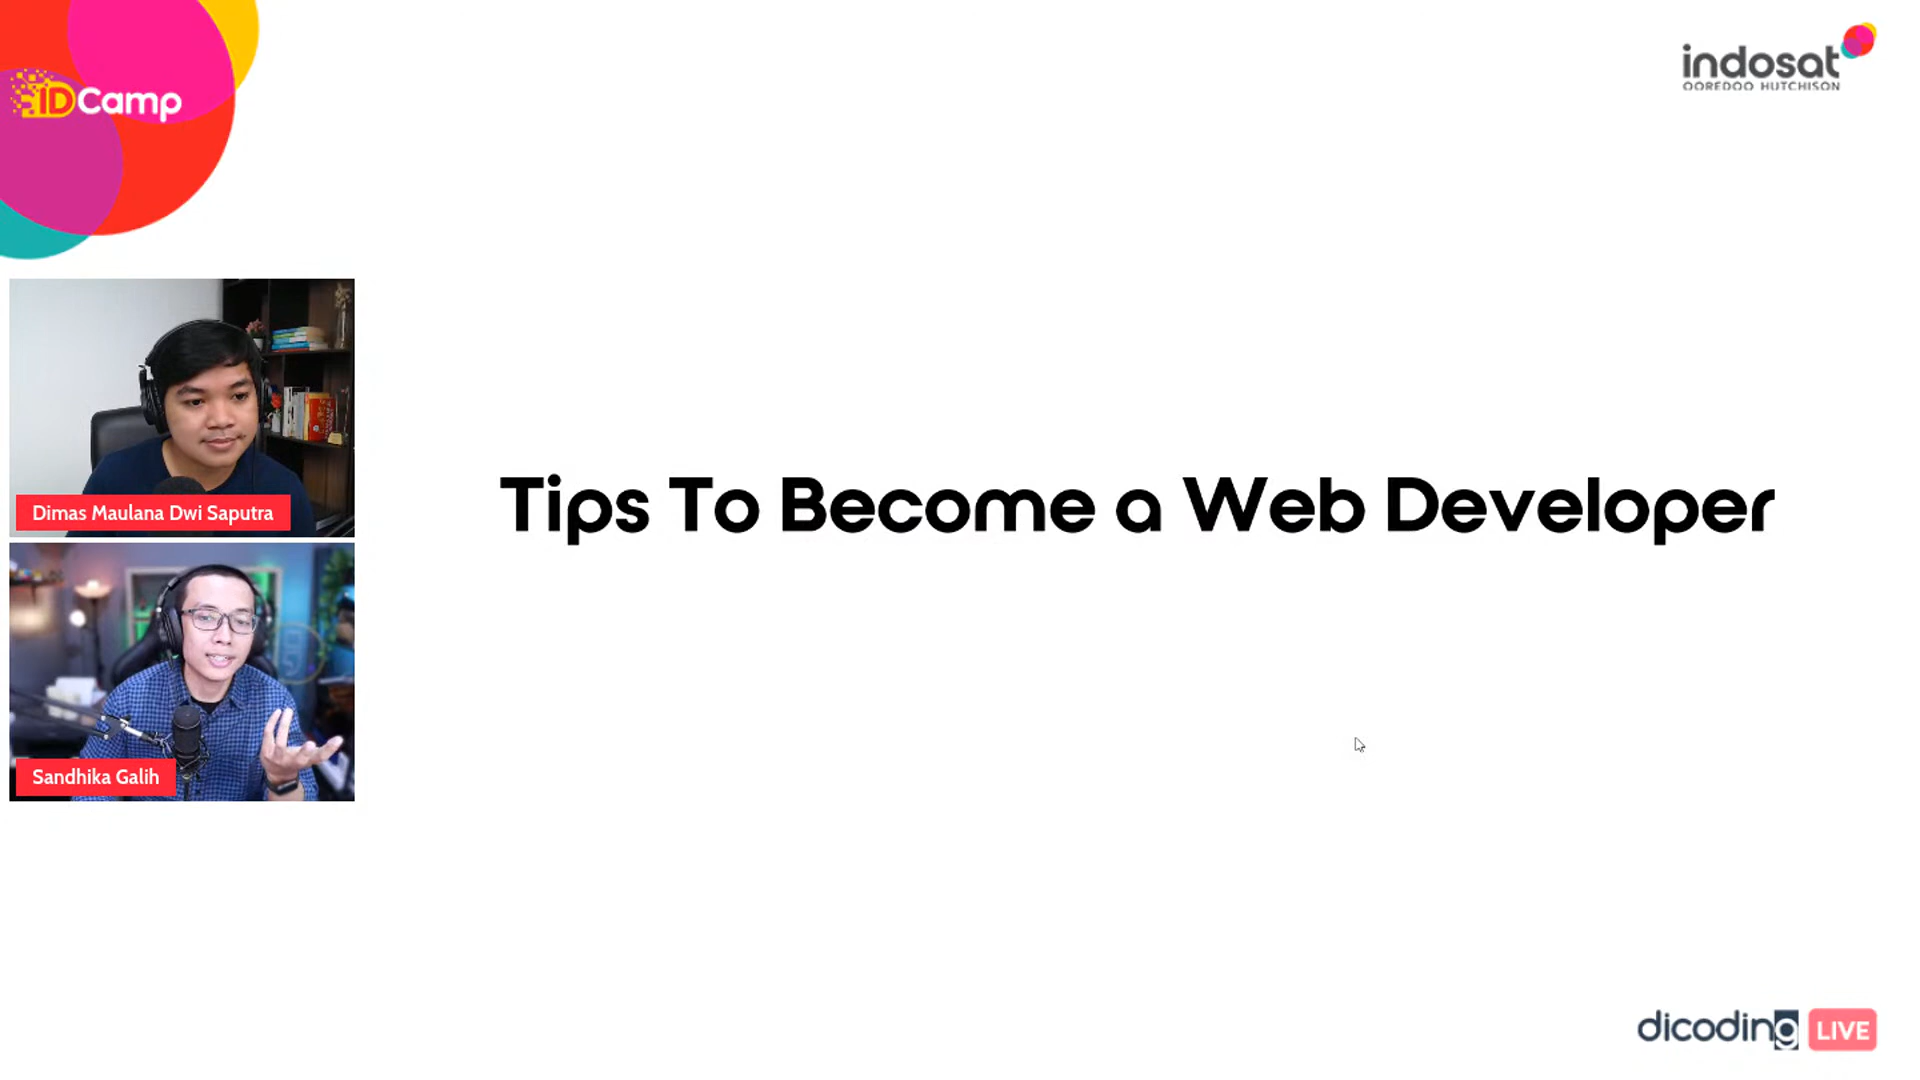 IDCamp
indosat
OOREDOO HUTCHISON
Dimas Maulana Dwi Saputra
Tips To Become a Web Developer
Sandhika Galih
dicoding LIVE